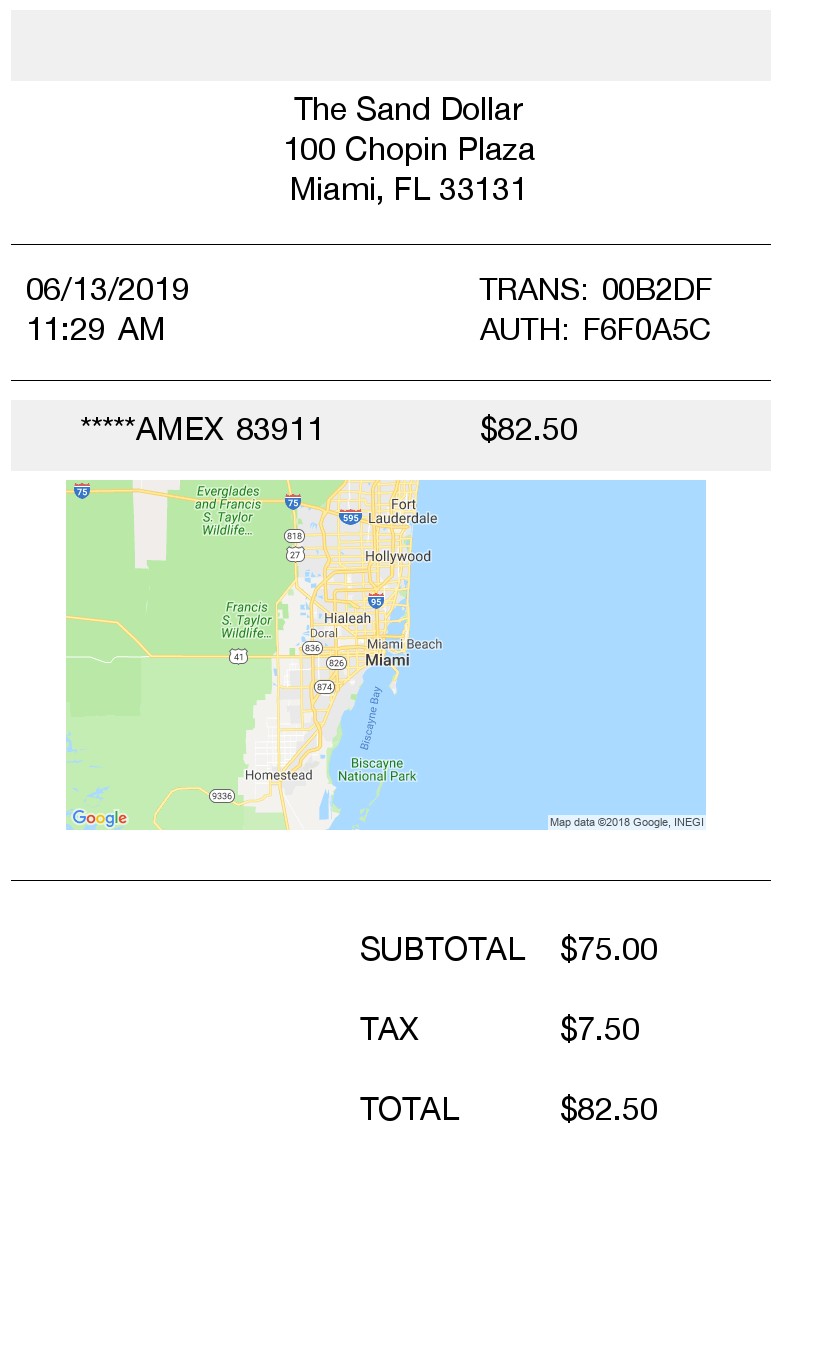 The Sand Dollar
100 Chopin Plaza
Miami, FL 33131
06/13/2019 TRANS: 00B2DF
11:29 AM AUTH: F6F0A5C
*****AMEX 83911 $82.50
75
Everglades
and Francis
S. Taylor
Wildlife...
75
595
Fort
Lauderdale
818
27
Hollywood
95
Francis
S. Taylor
Wildlife...
Hialeah
Doral
836
Miami Beach
41
826
Miami
874
Biscayne Bay
Homestead
Biscayne
National Park
9336
Google
Map data ©2018 Google, INEGI
SUBTOTAL $75.00
TAX $7.50
TOTAL $82.50